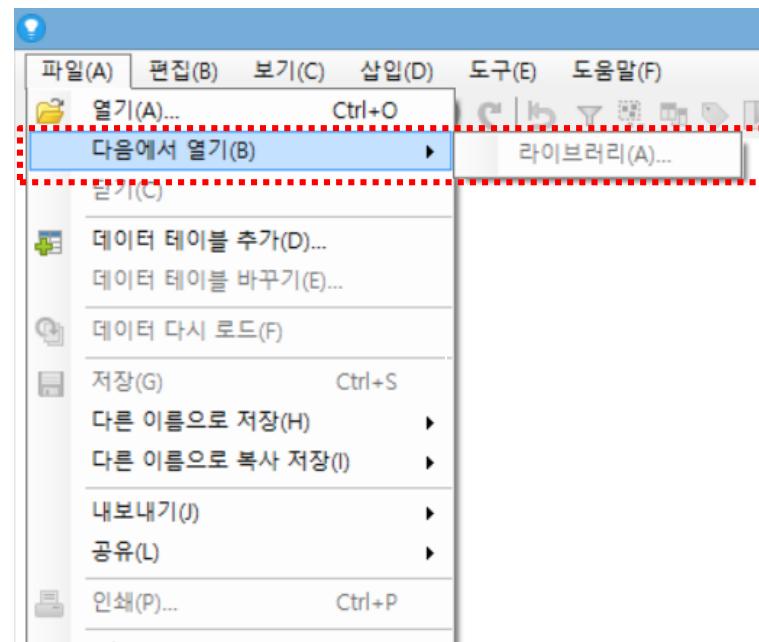 파일(A) 편집(B) 보기(C) 삽입(D) 도구(E) 도움말(F)
열기(A)... Ctrl+O
다음에서 열기(B) 라이브러리(A)...
닫기(C)
데이터 테이블 추가(D)...
데이터 테이블 바꾸기(E)...
데이터 다시 로드(F)
저장(G) Ctrl+S
다른 이름으로 저장(H)
다른 이름으로 복사 저장(I)
내보내기(J)
공유(L)
인쇄(P)... Ctrl+P